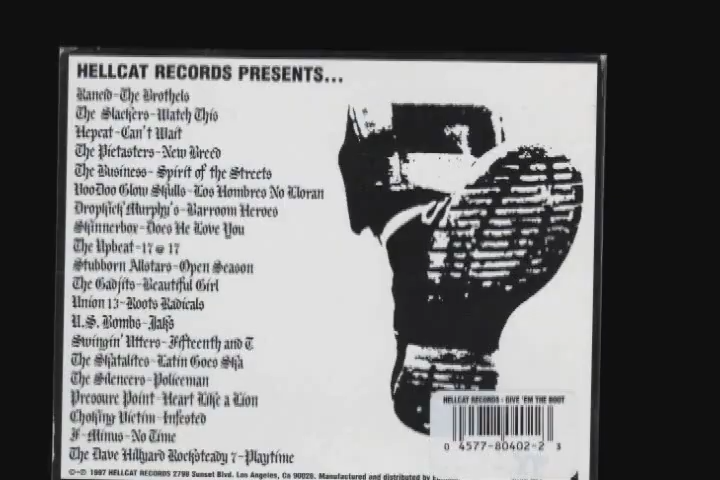 HELLCAT RECORDS PRESENTS...
Rancid-The Brothels
The Slackers-Watch This
Hepcat-Can't Wait
The Pietasters-New Breed
The Business-Spirit of the Streets
VooDoo Glow Skulls-Los Hombres No Lloran
Dropkick Murphy's-Barroom Heroes
Skinnerbox-Does He Love You
The Upbeat-17 @ 17
Stubborn Allstars-Open Season
The Gadjits-Beautiful Girl
Union 13-Roots Radicals
U.S. Bombs-Jaks
Swingin' Utters-Fifteenth and T
The Skatalites-Latin Goes Ska
The Silencers-Policeman
Pressure Point-Heart Like a Lion
Choking Victim-Infested
F-Minus-No Time
The Dave Hillyard Rocksteady 7-Playtime
HELLCAT RECORDS : GIVE 'EM THE BOOT
0 4577-80402-2 3
©-℗ 1997 HELLCAT RECORDS 2798 Sunset Blvd. Los Angeles, Ca 90026. Manufactured and distributed by